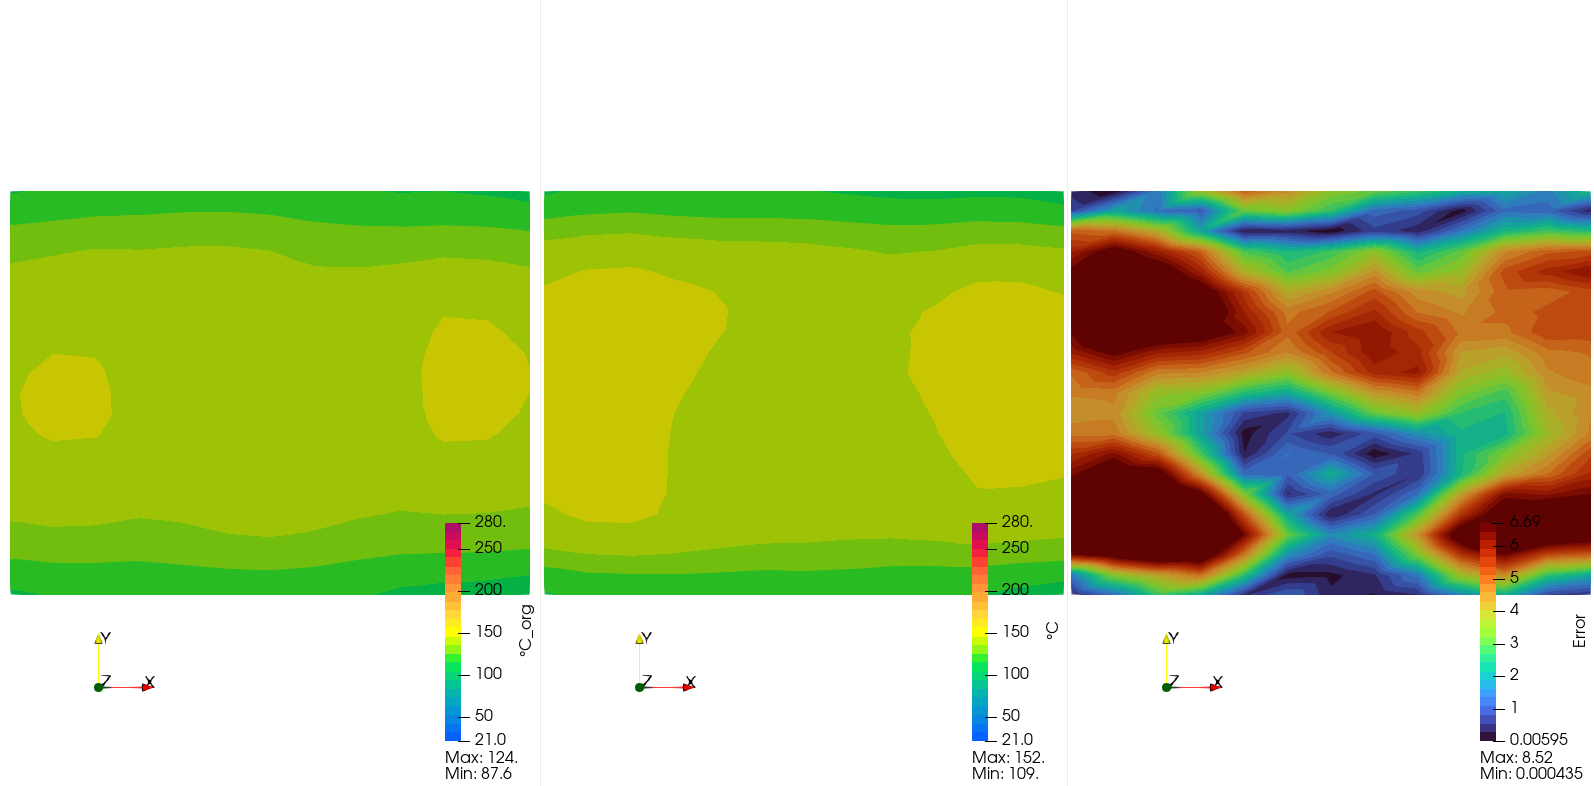 280.
250
200
150
100
50
21.0
°C_org
Max: 124.
Min: 87.6
Y
Z
X
280.
250
200
150
100
50
21.0
°C
Max: 152.
Min: 109.
Y
Z
X
6.69
6
5
4
3
2
1
0.00595
Error
Max: 8.52
Min: 0.000435
Y
Z
X